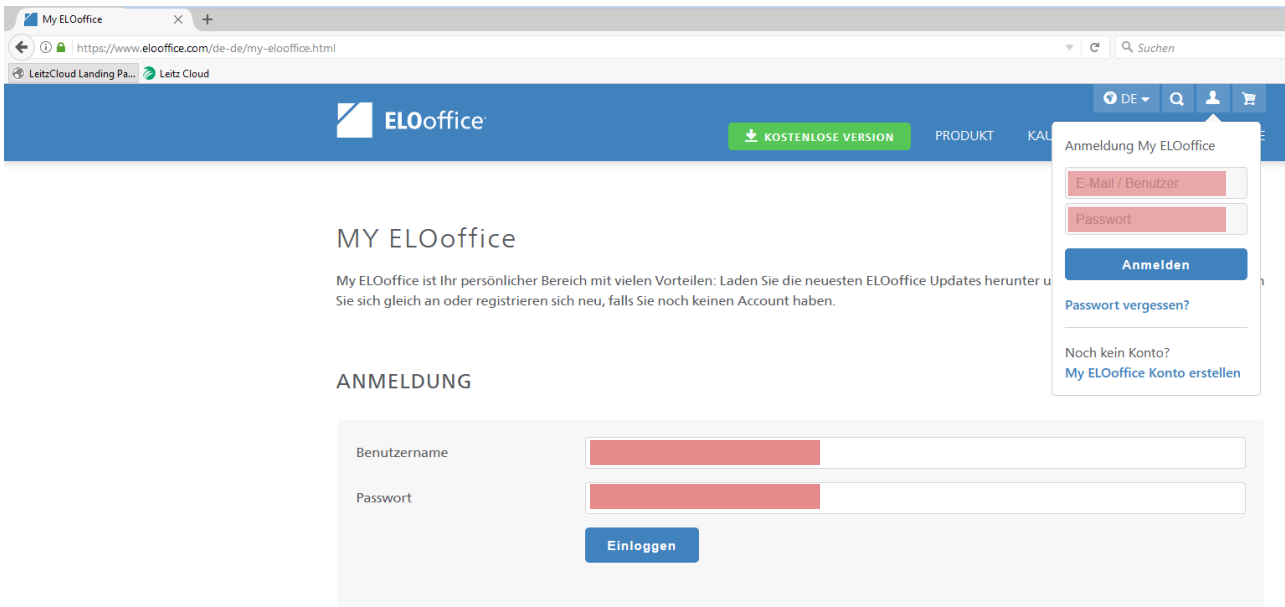 My ELOoffice
https://www.elooffice.com/de-de/my-elooffice.html
Suchen
LeitzCloud Landing Pa... Leitz Cloud
DE
ELOoffice
KOSTENLOSE VERSION PRODUKT KAU E
Anmeldung My ELOoffice
E-Mail / Benutzer
Passwort
Anmelden
Passwort vergessen?
Noch kein Konto?
My ELOoffice Konto erstellen
MY ELOoffice
My ELOoffice ist Ihr persönlicher Bereich mit vielen Vorteilen: Laden Sie die neuesten ELOoffice Updates herunter u n
Sie sich gleich an oder registrieren sich neu, falls Sie noch keinen Account haben.
ANMELDUNG
Benutzername
Passwort
Einloggen